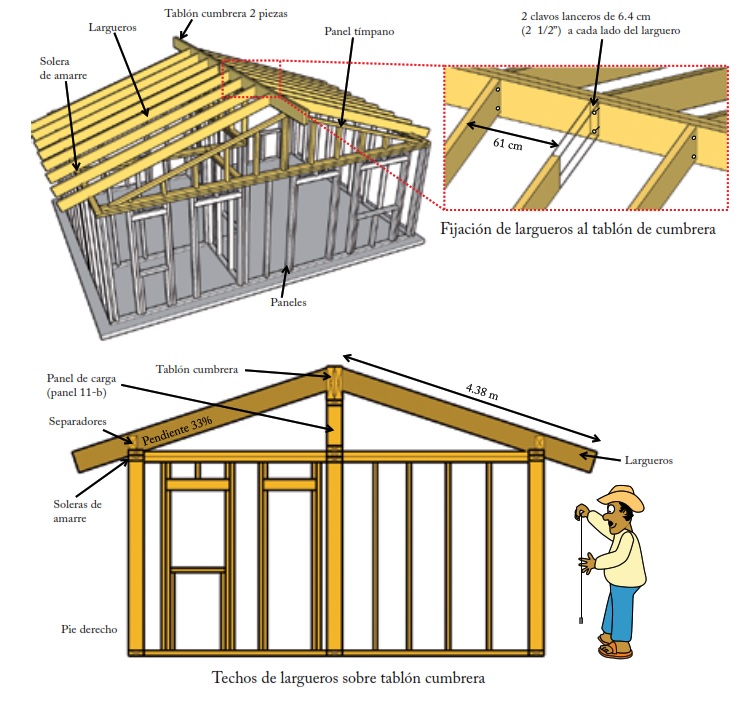 Tablón cumbrera 2 piezas
Largueros
Panel tímpano
2 clavos lanceros de 6.4 cm
(2 1/2") a cada lado del larguero
Solera
de amarre
61 cm
Fijación de largueros al tablón de cumbrera
Paneles
Tablón cumbrera
Panel de carga
(panel 11-b)
4.38 m
Separadores
Pendiente 33%
Largueros
Soleras de
amarre
Pie derecho
Techos de largueros sobre tablón cumbrera